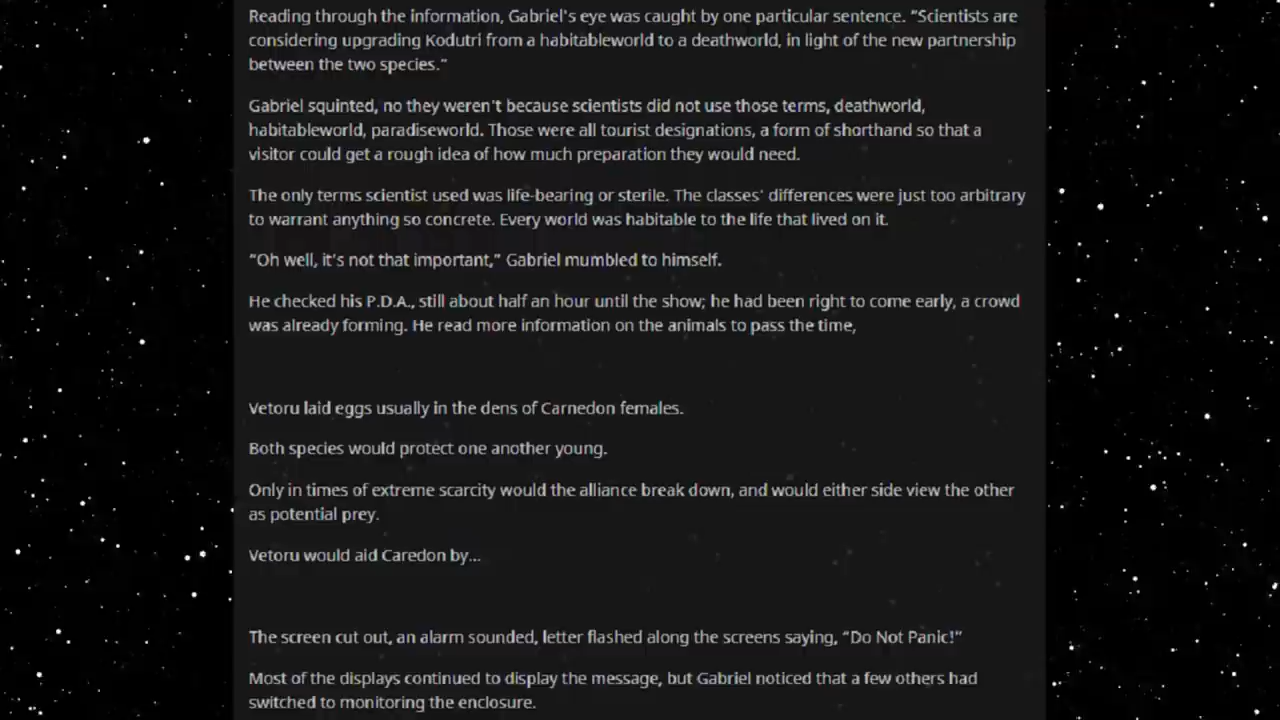 Reading through the information, Gabriel's eye was caught by one particular sentence. “Scientists are
considering upgrading Kodutri from a habitableworld to a deathworld, in light of the new partnership
between the two species.”
Gabriel squinted, no they weren't because scientists did not use those terms, deathworld,
habitableworld, paradiseworld. Those were all tourist designations, a form of shorthand so that a
visitor could get a rough idea of how much preparation they would need.
The only terms scientist used was life-bearing or sterile. The classes' differences were just too arbitrary
to warrant anything so concrete. Every world was habitable to the life that lived on it.
“Oh well, it's not that important,” Gabriel mumbled to himself.
He checked his P.D.A., still about half an hour until the show; he had been right to come early, a crowd
was already forming. He read more information on the animals to pass the time,
Vetoru laid eggs usually in the dens of Carnedon females.
Both species would protect one another young.
Only in times of extreme scarcity would the alliance break down, and would either side view the other
as potential prey.
Vetoru would aid Caredon by...
The screen cut out, an alarm sounded, letter flashed along the screens saying, “Do Not Panic!”
Most of the displays continued to display the message, but Gabriel noticed that a few others had
switched to monitoring the enclosure.